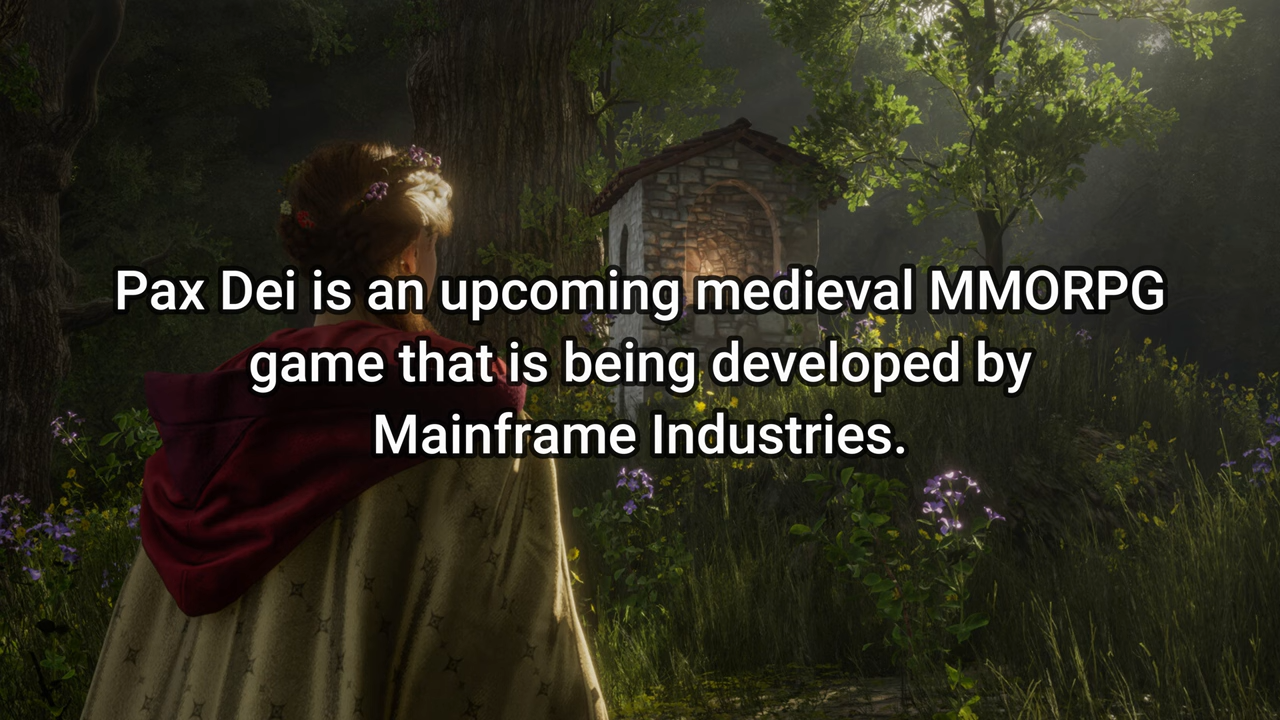 Pax Dei is an upcoming medieval MMORPG
game that is being developed by
Mainframe Industries.